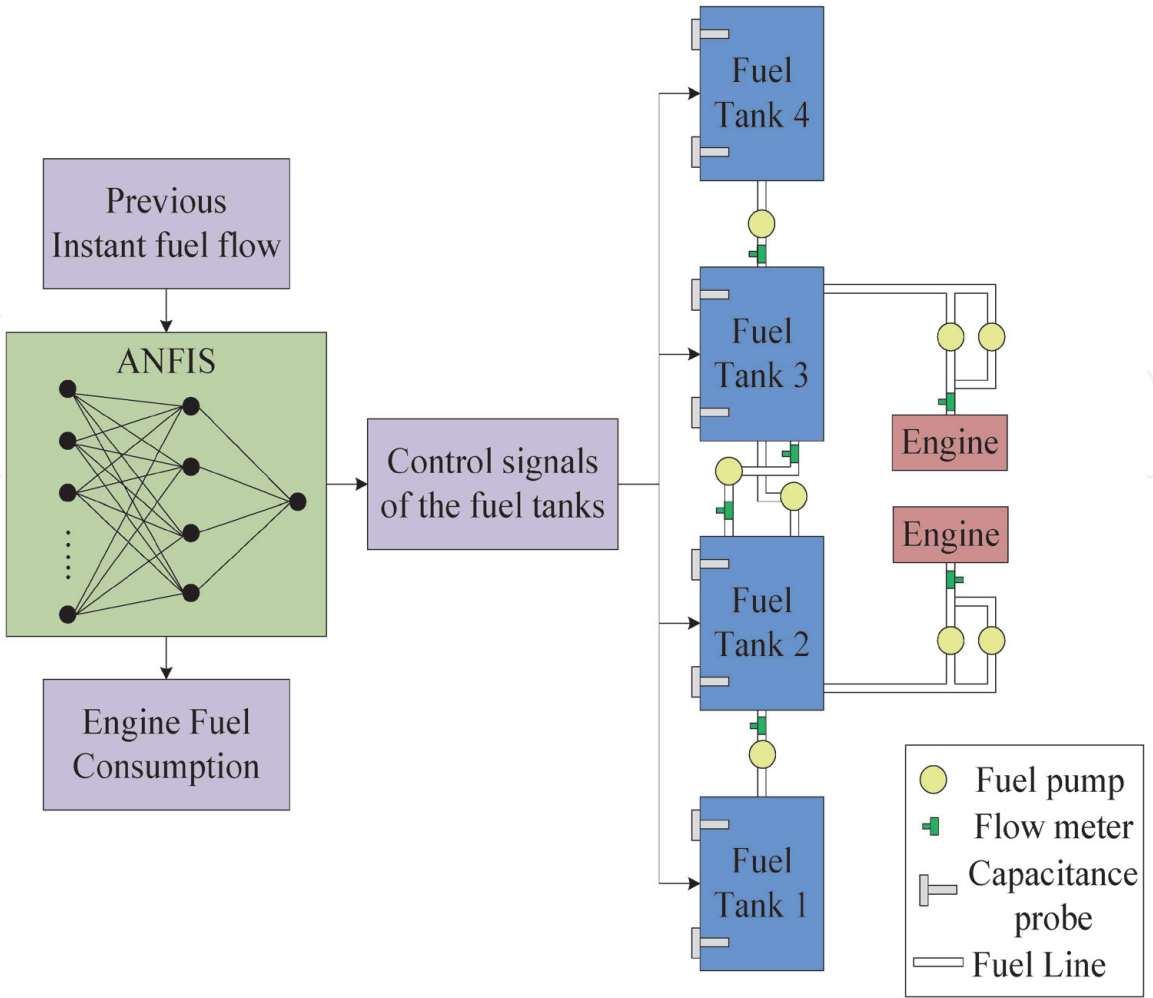 Previous
Instant fuel flow
ANFIS
Engine Fuel
Consumption
Control signals
of the fuel tanks
Fuel
Tank 4
Fuel
Tank 3
Engine
Engine
Fuel
Tank 2
Fuel
Tank 1
Fuel pump
Flow meter
Capacitance
probe
Fuel Line